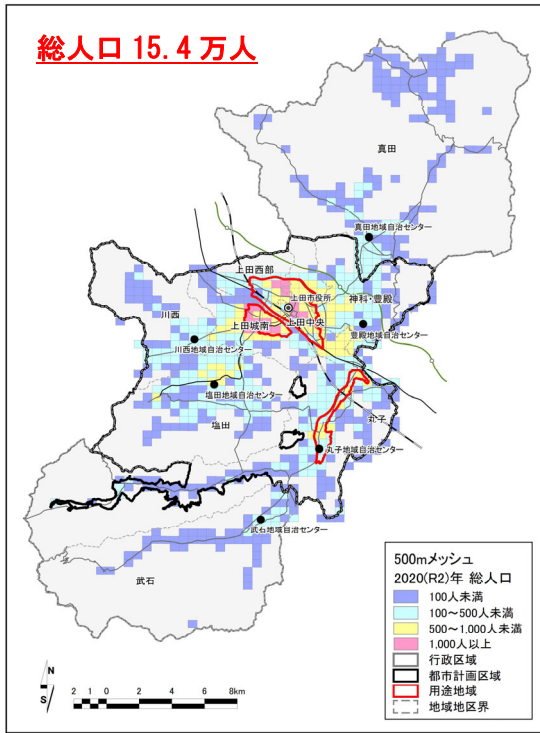 総人口 15.4 万人
真田
真田地域自治センター
上田西部
上田市役所
神科・豊殿
川西
上田城南
上田中央
豊殿地域自治センター
川西地域自治センター
塩田地域自治センター
塩田
丸子
丸子地域自治センター
武石地域自治センター
武石
500mメッシュ
2020(R2)年 総人口
100人未満
100～500人未満
500～1,000人未満
1,000人以上
行政区域
都市計画区域
用途地域
地域地区界
N
S
2 1 0 2 4 6 8km